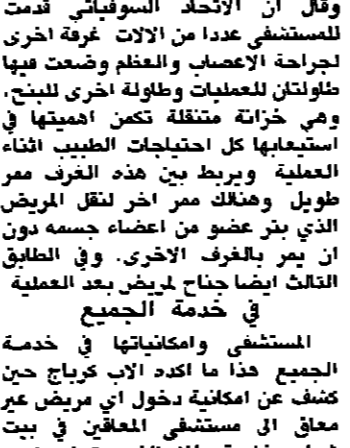 وقال ان الاتحاد السوفياتي قدمت
للمستشفى عددا من الالات غرفة اخرى
لجراحة الاعصاب والعظم وضعت فيها
طاولتان للعمليات وطاولة اخرى للبنج،
وهي خزانة متنقلة تكمن اهميتها في
استيعابها كل احتياجات الطبيب اثناء
العملية ويربط بين هذه الغرف ممر
طويل وهنالك ممر اخر لنقل المريض
الذي بتر عضو من اعضاء جسمه دون
ان يمر بالغرف الاخرى. وفي الطابق
الثالث ايضا جناح لمريض بعد العملية
في خدمة الجميع
المستشفى وامكانياتها في خدمة
الجميع هذا ما اكده الاب كرباج حين
كشف عن امكانية دخول اي مريض غير
معاق الى مستشفى المعاقين في بيت